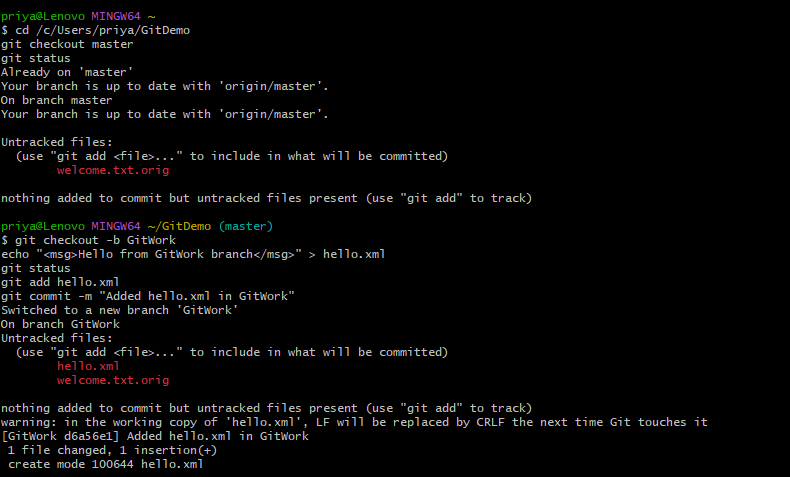 priya@Lenovo MINGW64 ~
$ cd /c/Users/priya/GitDemo
git checkout master
git status
Already on 'master'
Your branch is up to date with 'origin/master'.
On branch master
Your branch is up to date with 'origin/master'.
Untracked files:
(use "git add <file>..." to include in what will be committed)
welcome.txt.orig
nothing added to commit but untracked files present (use "git add" to track)
priya@Lenovo MINGW64 ~/GitDemo (master)
$ git checkout -b GitWork
echo "<msg>Hello from GitWork branch</msg>" > hello.xml
git status
git add hello.xml
git commit -m "Added hello.xml in GitWork"
Switched to a new branch 'GitWork'
On branch GitWork
Untracked files:
(use "git add <file>..." to include in what will be committed)
hello.xml
welcome.txt.orig
nothing added to commit but untracked files present (use "git add" to track)
warning: in the working copy of 'hello.xml', LF will be replaced by CRLF the next time Git touches it
[GitWork d6a56e1] Added hello.xml in GitWork
1 file changed, 1 insertion(+)
create mode 100644 hello.xml